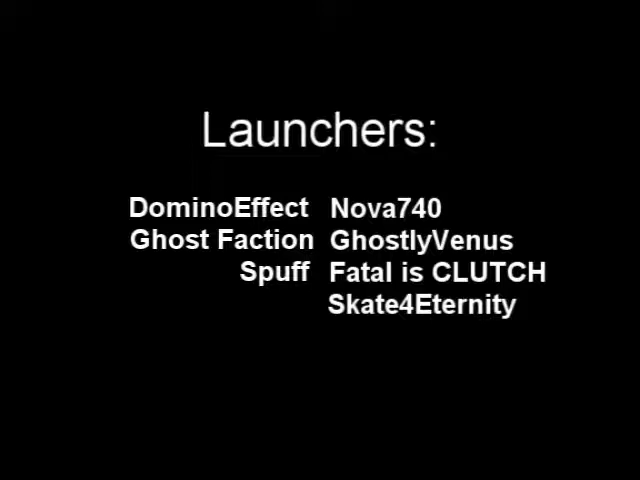 Launchers:
DominoEffect Nova740
Ghost Faction GhostlyVenus
Spuff Fatal is CLUTCH
Skate4Eternity